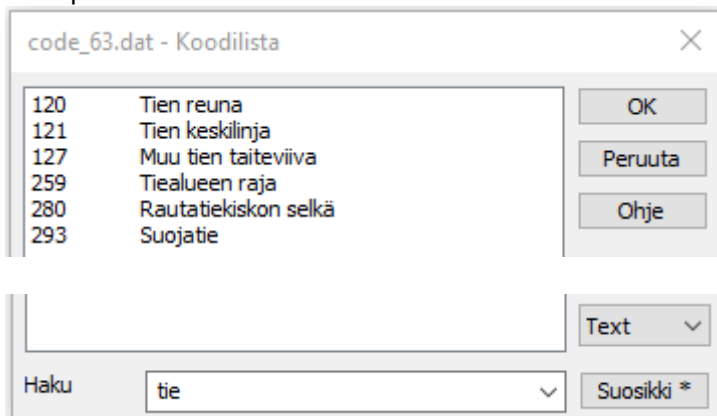 code_63.dat - Koodilista
120 Tien reuna
121 Tien keskilinja
127 Muu tien taiteviiva
259 Tiealueen raja
280 Rautatiekiskon selkä
293 Suojatie
OK
Peruuta
Ohje
Text
Haku tie Suosikki *